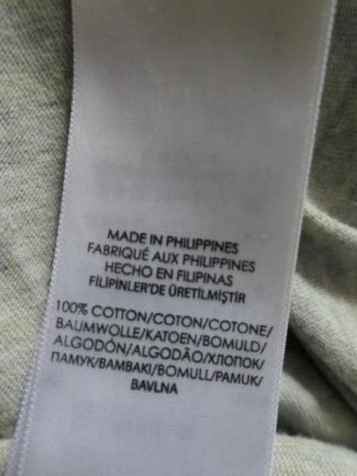 MADE IN PHILIPPINES
FABRIQUÉ AUX PHILIPPINES
HECHO EN FILIPINAS
FİLİPİNLER'DE ÜRETİLMİŞTİR
100% COTTON/COTON/COTONE/
BAUMWOLLE/KATOEN/BOMULD/
ALGODÓN/ALGODÃO/ХЛОПОК/
ПАМУК/BAMBAKI/BOMULL/PAMUK/
BAVLNA